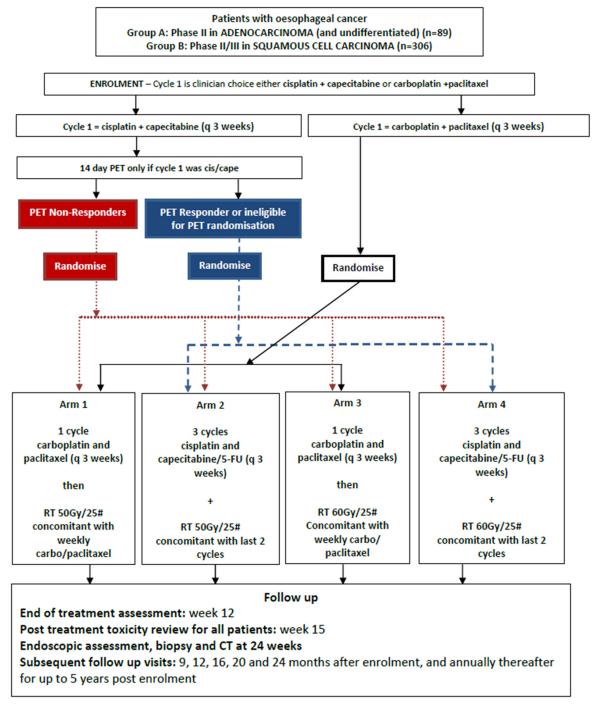 Patients with oesophageal cancer
Group A: Phase II in ADENOCARCINOMA (and undifferentiated) (n=89)
Group B: Phase II/III in SQUAMOUS CELL CARCINOMA (n=306)
ENROLMENT – Cycle 1 is clinician choice either cisplatin + capecitabine or carboplatin +paclitaxel
Cycle 1 = cisplatin + capecitabine (q 3 weeks)
Cycle 1 = carboplatin + paclitaxel (q 3 weeks)
14 day PET only if cycle 1 was cis/cape
PET Non-Responders
PET Responder or ineligible
for PET randomisation
Randomise
Randomise
Randomise
Arm 1
1 cycle
carboplatin and
paclitaxel (q 3 weeks)
then
RT 50Gy/25#
concomitant with
weekly
carbo/paclitaxel
Arm 2
3 cycles
cisplatin and
capecitabine/5-FU (q 3
weeks)
+
RT 50Gy/25#
concomitant with last 2
cycles
Arm 3
1 cycle
carboplatin and
paclitaxel (q 3 weeks)
then
RT 60Gy/25#
Concomitant with
weekly carbo/
paclitaxel
Arm 4
3 cycles
cisplatin and
capecitabine/5-FU (q 3
weeks)
+
RT 60Gy/25#
concomitant with last 2
cycles
Follow up
End of treatment assessment: week 12
Post treatment toxicity review for all patients: week 15
Endoscopic assessment, biopsy and CT at 24 weeks
Subsequent follow up visits: 9, 12, 16, 20 and 24 months after enrolment, and annually thereafter
for up to 5 years post enrolment